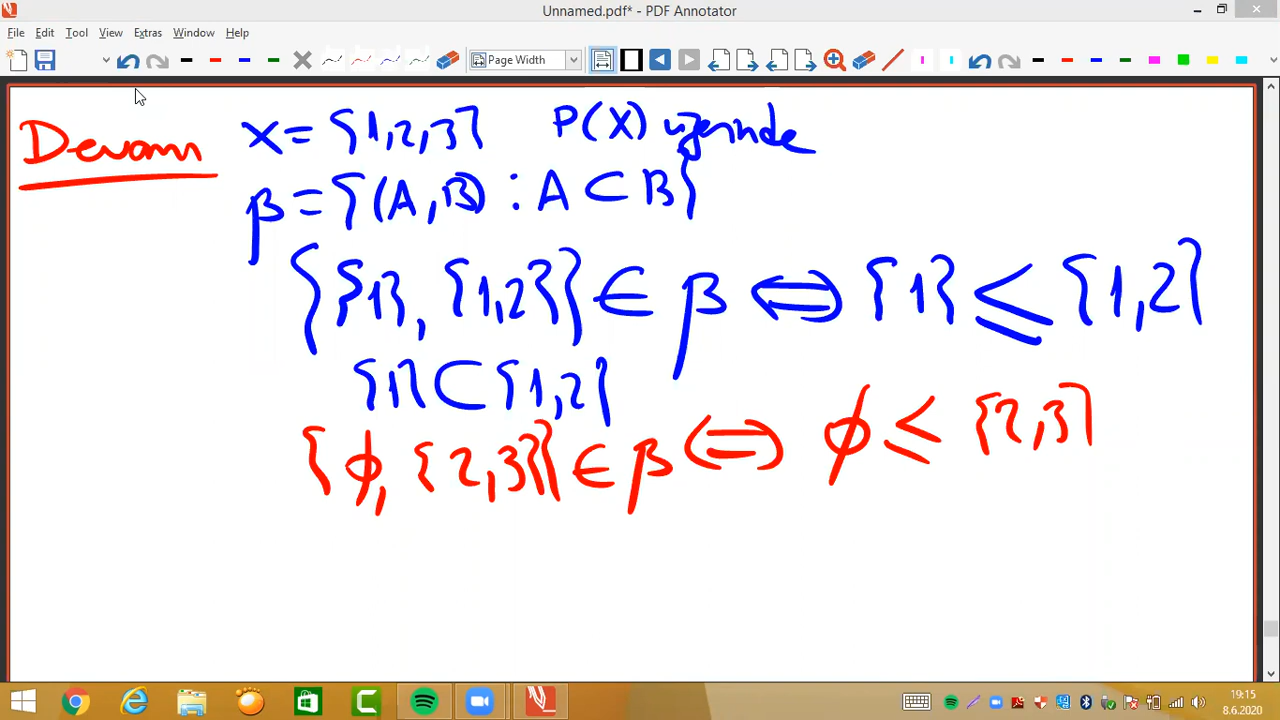 Unnamed.pdf* - PDF Annotator
File Edit Tool View Extras Window Help
Page Width
Devamı X = {1,2,3} P(X) üzerinde
β = {(A,B) : A ⊂ B}
{{1}, {1,2}} ∈ β ⇔ {1} ≤ {1,2}
{1} ⊂ {1,2}
{ϕ, {2,3}} ∈ β ⇔ ϕ ≤ {2,3}
19:15
8.6.2020